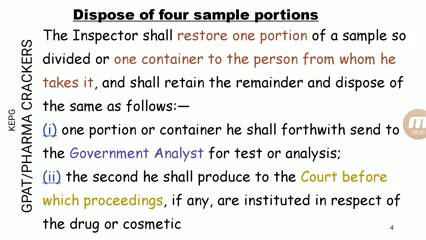 Dispose of four sample portions
The Inspector shall restore one portion of a sample so
divided or one container to the person from whom he
takes it, and shall retain the remainder and dispose of
the same as follows:—
(i) one portion or container he shall forthwith send to
the Government Analyst for test or analysis;
(ii) the second he shall produce to the Court before
which proceedings, if any, are instituted in respect of
the drug or cosmetic
KEPG
GPAT/PHARMA CRACKERS
4